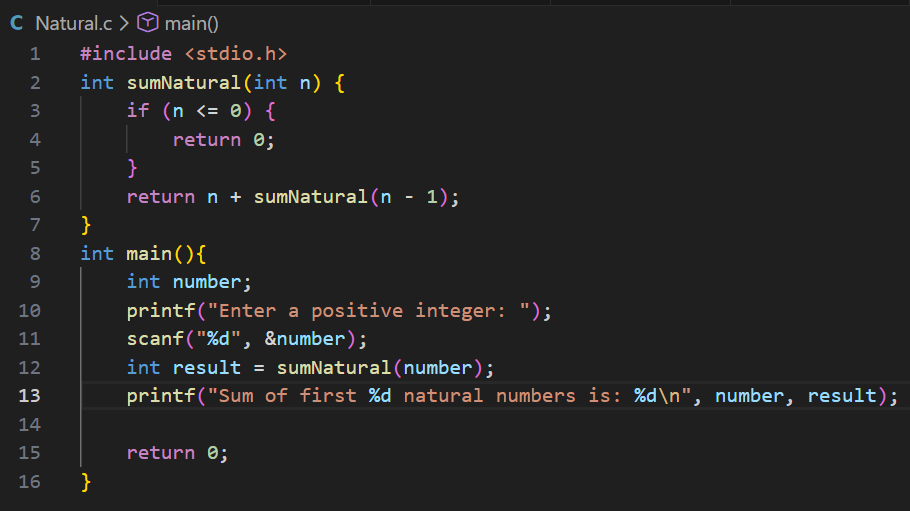 C Natural.c > main()
1 #include <stdio.h>
2 int sumNatural(int n) {
3     if (n <= 0) {
4         return 0;
5     }
6     return n + sumNatural(n - 1);
7 }
8 int main(){
9     int number;
10     printf("Enter a positive integer: ");
11     scanf("%d", &number);
12     int result = sumNatural(number);
13     printf("Sum of first %d natural numbers is: %d\n", number, result);
14
15     return 0;
16 }